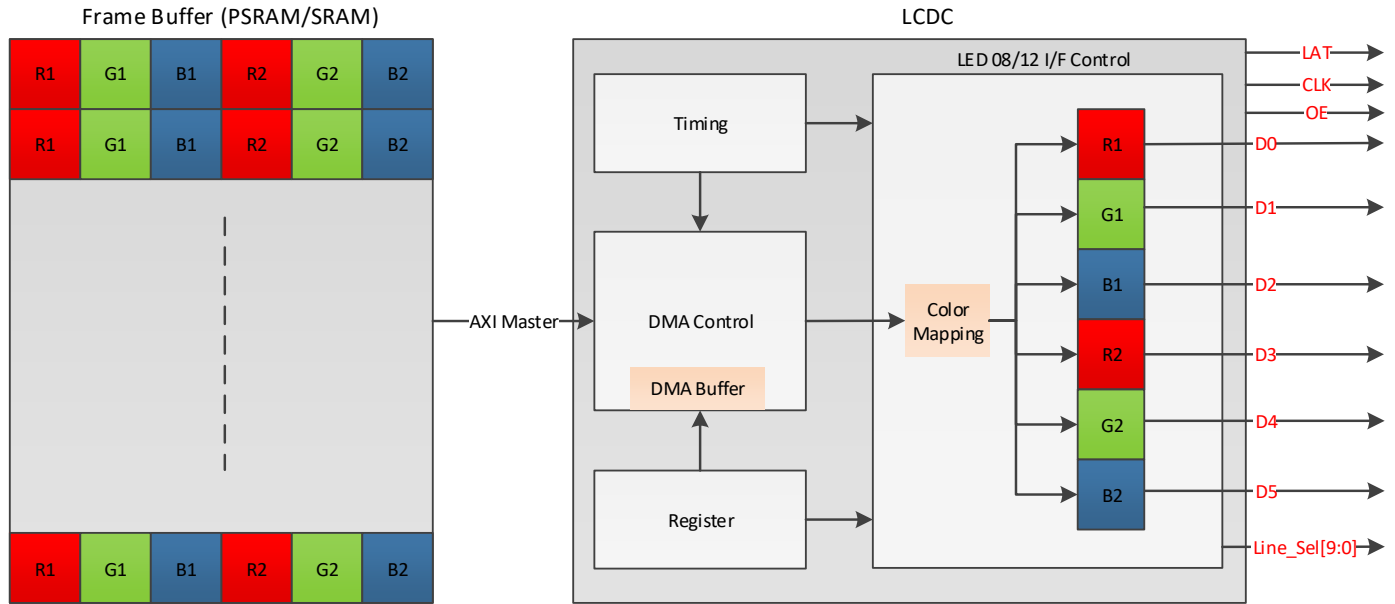 Frame Buffer (PSRAM/SRAM)
R1 G1 B1 R2 G2 B2
R1 G1 B1 R2 G2 B2
R1 G1 B1 R2 G2 B2
AXI Master
LCDC
Timing
DMA Control
DMA Buffer
Register
LED 08/12 I/F Control
Color
Mapping
R1
G1
B1
R2
G2
B2
LAT
CLK
OE
D0
D1
D2
D3
D4
D5
Line_Sel[9:0]